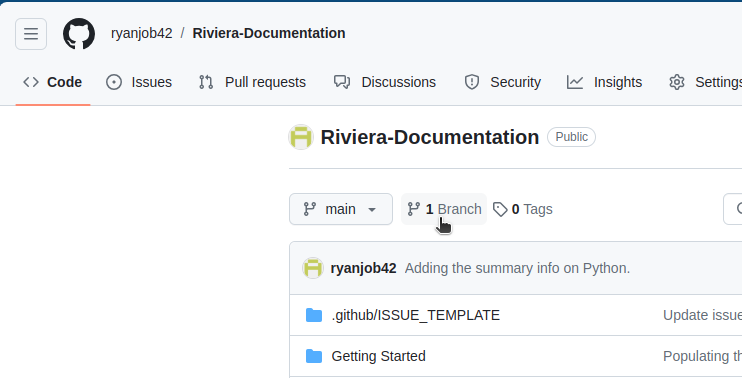 ryanjob42 / Riviera-Documentation
Code Issues Pull requests Discussions Security Insights Settings
Riviera-Documentation Public
main 1 Branch 0 Tags
ryanjob42 Adding the summary info on Python.
.github/ISSUE_TEMPLATE Update issue
Getting Started Populating th